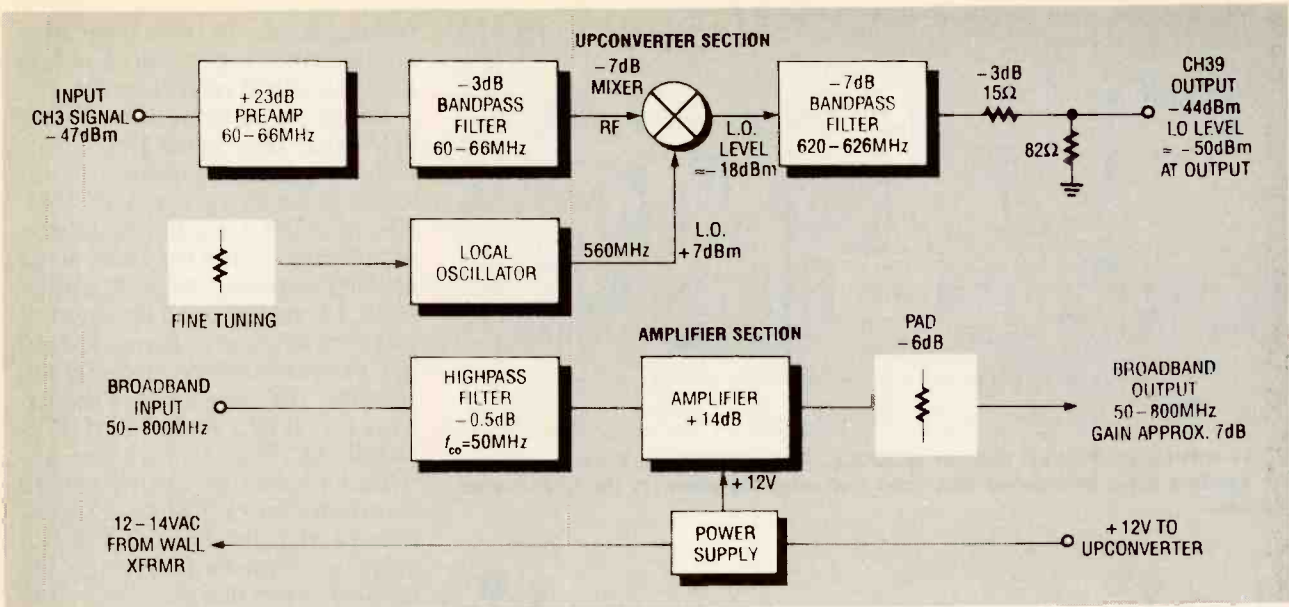 UPCONVERTER SECTION
INPUT
CH3 SIGNAL
-47dBm
+23dB
PREAMP
60-66MHz
-3dB
BANDPASS
FILTER
60-66MHz
-7dB
MIXER
RF
L.O.
LEVEL
=-18dBm
-7dB
BANDPASS
FILTER
620-626MHz
-3dB
15Ω
82Ω
CH39
OUTPUT
-44dBm
LO LEVEL
= -50dBm
AT OUTPUT
FINE TUNING
LOCAL
OSCILLATOR
560MHz
L.O.
+7dBm
AMPLIFIER SECTION
BROADBAND
INPUT
50-800MHz
HIGHPASS
FILTER
-0.5dB
fco=50MHz
AMPLIFIER
+14dB
PAD
-6dB
BROADBAND
OUTPUT
50-800MHz
GAIN APPROX. 7dB
+12V
12-14VAC
FROM WALL
XFRMR
POWER
SUPPLY
+12V TO
UPCONVERTER